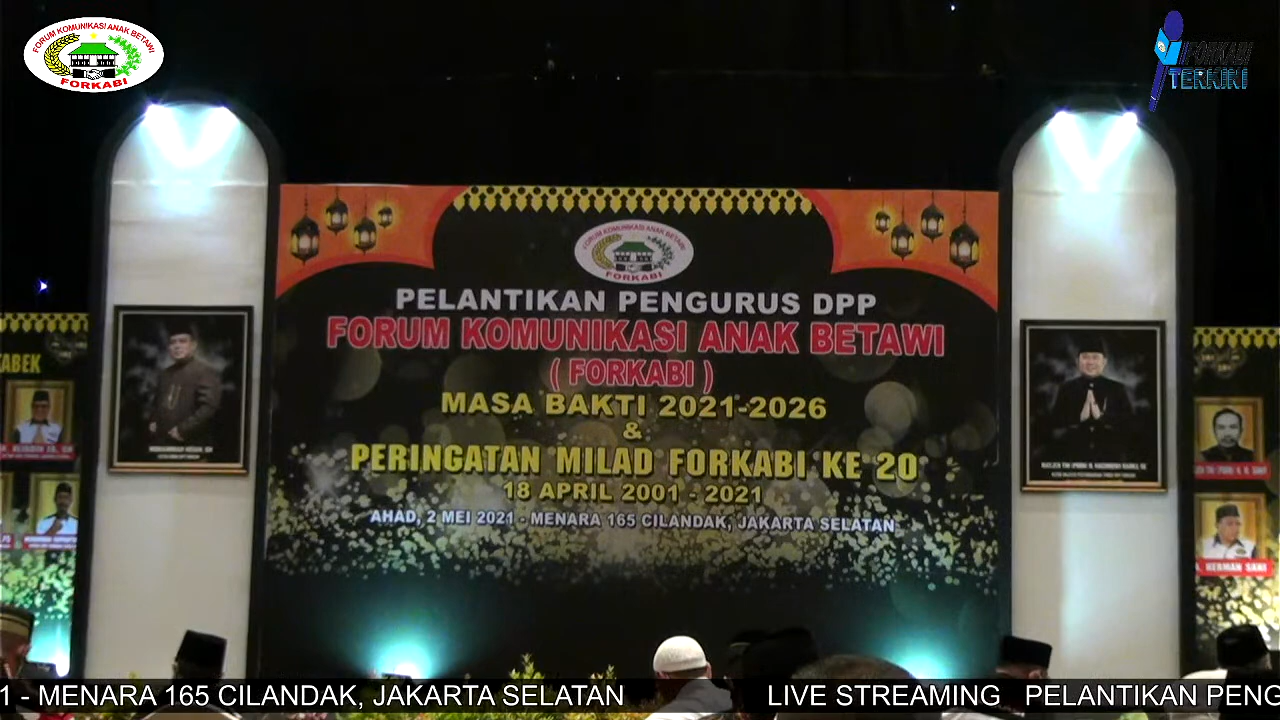 FORUM KOMUNIKASI ANAK BETAWI
FORKABI
FORKABI
TERKINI
FORUM KOMUNIKASI ANAK BETAWI
FORKABI
PELANTIKAN PENGURUS DPP
FORUM KOMUNIKASI ANAK BETAWI
( FORKABI )
MASA BAKTI 2021-2026
&
PERINGATAN MILAD FORKABI KE 20
18 APRIL 2001 - 2021
AHAD, 2 MEI 2021 - MENARA 165 CILANDAK, JAKARTA SELATAN
TABEK
HERMAN SANI
1 - MENARA 165 CILANDAK, JAKARTA SELATAN
LIVE STREAMING PELANTIKAN PENG